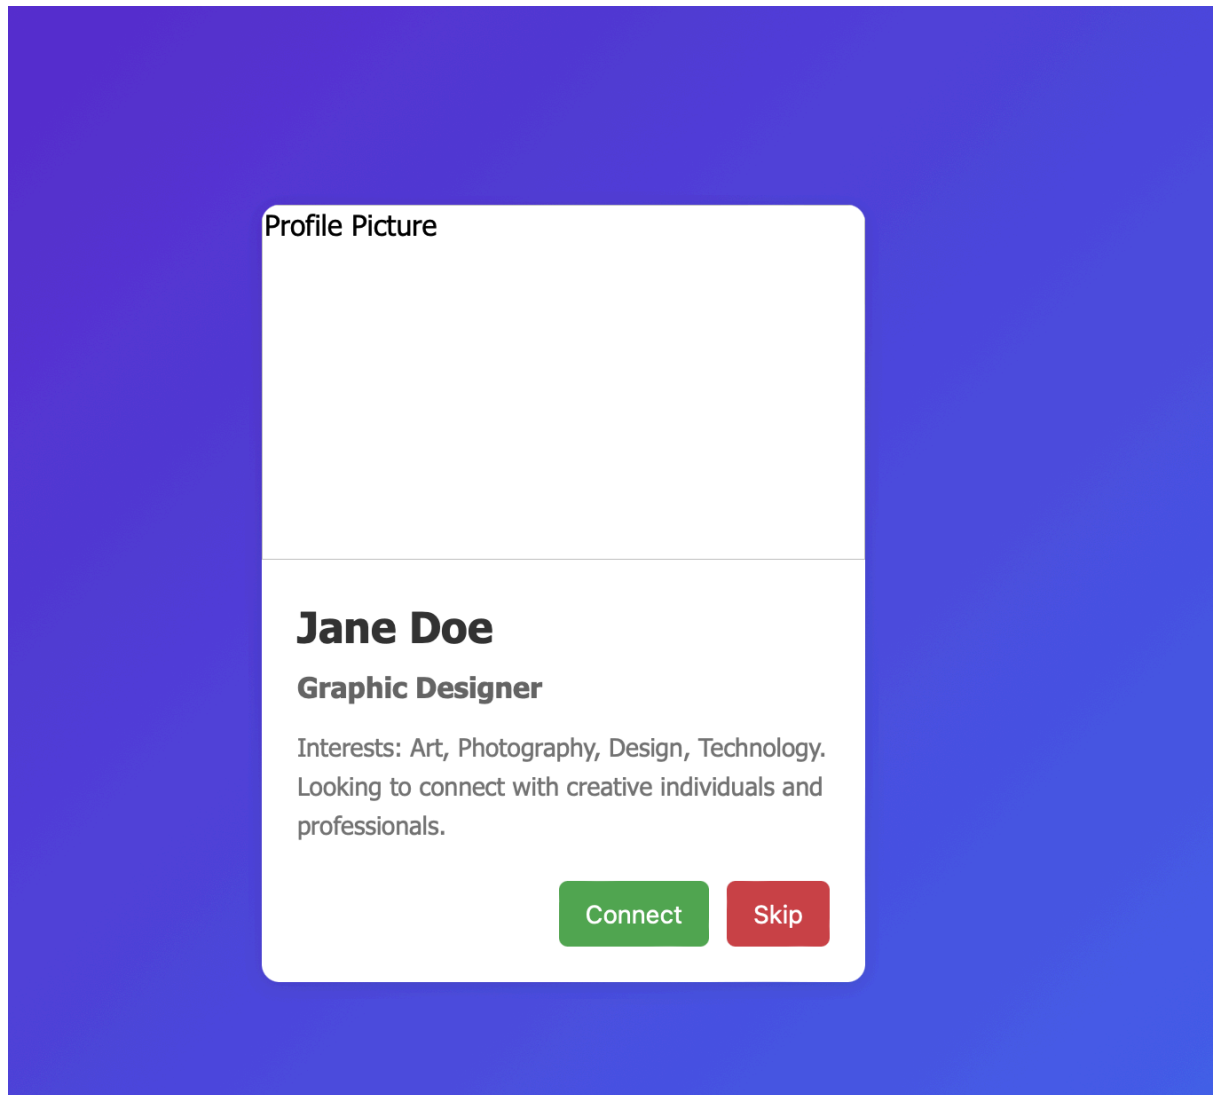 Profile Picture
Jane Doe
Graphic Designer
Interests: Art, Photography, Design, Technology.
Looking to connect with creative individuals and
professionals.
Connect
Skip